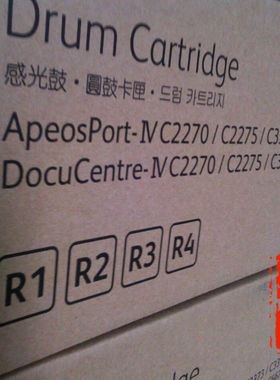 Drum Cartridge
感光鼓・圓鼓卡匣・드럼 카트리지
ApeosPort-Ⅳ C2270 / C2275 / C3
DocuCentre-Ⅳ C2270 / C2275 / C3
R1 R2 R3 R4